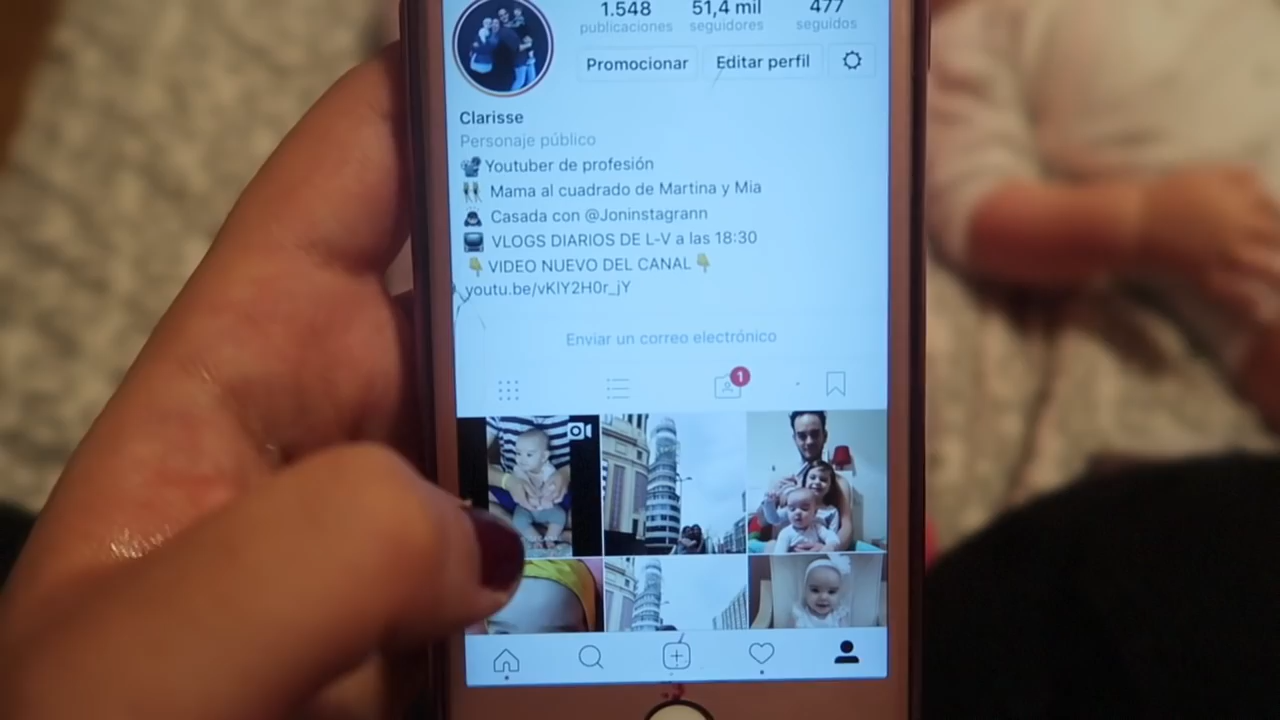 1.548 51,4 mil 477
publicaciones seguidores seguidos
Promocionar Editar perfil
Clarisse
Personaje público
Youtuber de profesión
Mama al cuadrado de Martina y Mia
Casada con @Joninstagrann
VLOGS DIARIOS DE L-V a las 18:30
VIDEO NUEVO DEL CANAL
youtu.be/vKlY2H0r_jY
Enviar un correo electrónico
1